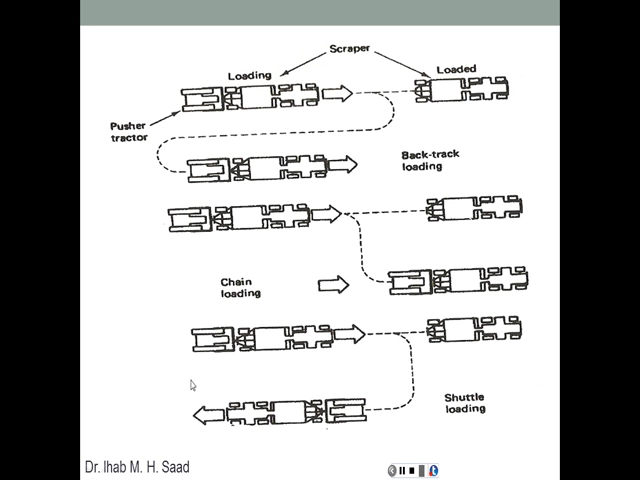 Scraper
Loading
Loaded
Pusher
tractor
Back-track
loading
Chain
loading
Shuttle
loading
Dr. Ihab M. H. Saad